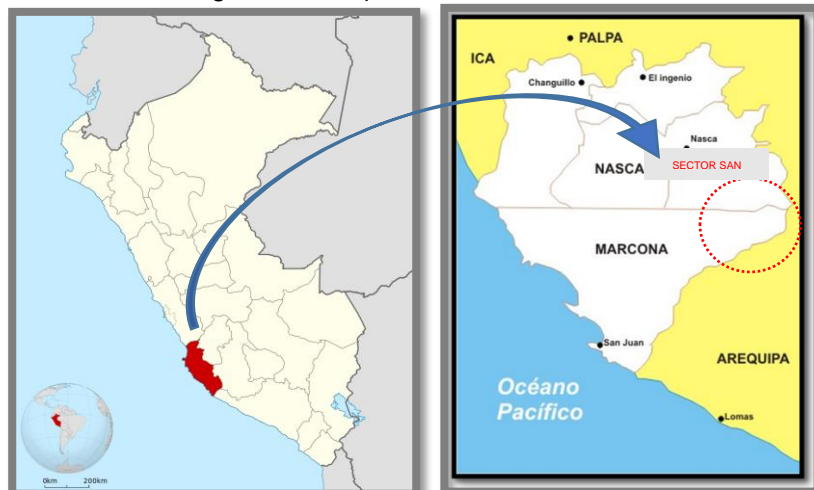 0km 200km
PALPA
ICA
Changuillo
El ingenio
Nasca
SECTOR SAN
NASCA
MARCONA
San Juan
AREQUIPA
Océano
Pacífico
Lomas